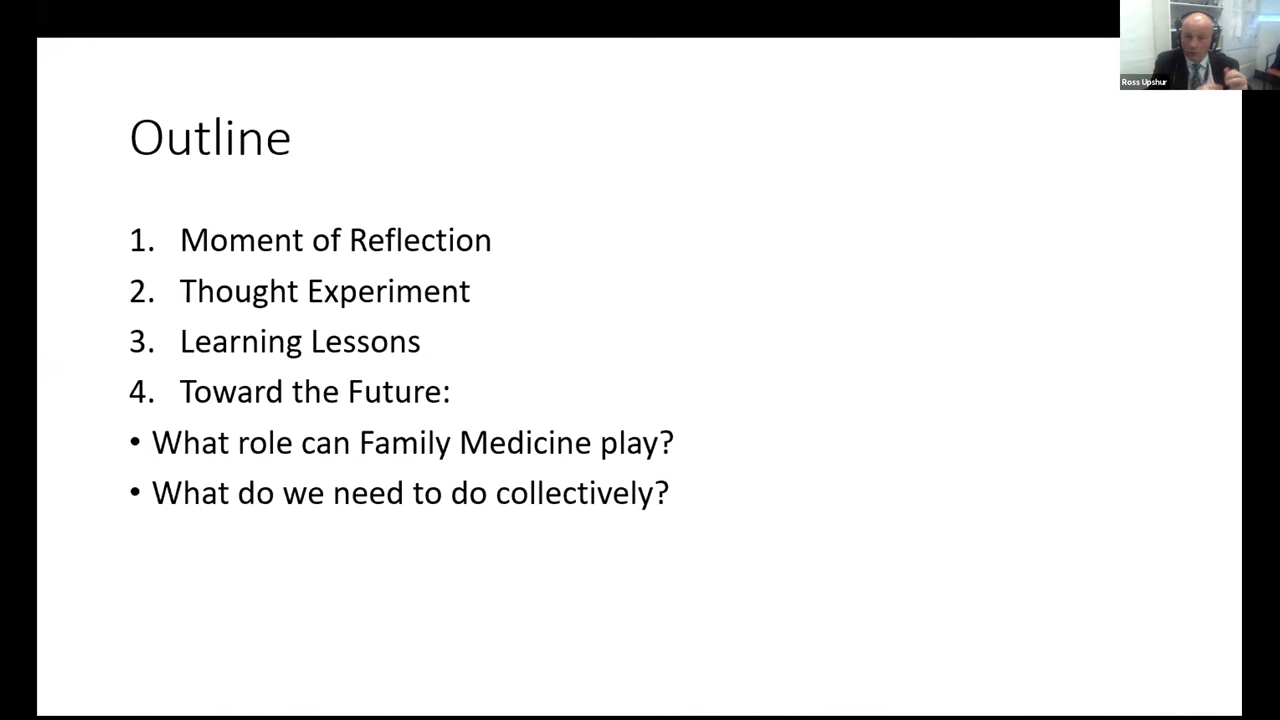 Ross Upshur
Outline
1. Moment of Reflection
2. Thought Experiment
3. Learning Lessons
4. Toward the Future:
• What role can Family Medicine play?
• What do we need to do collectively?